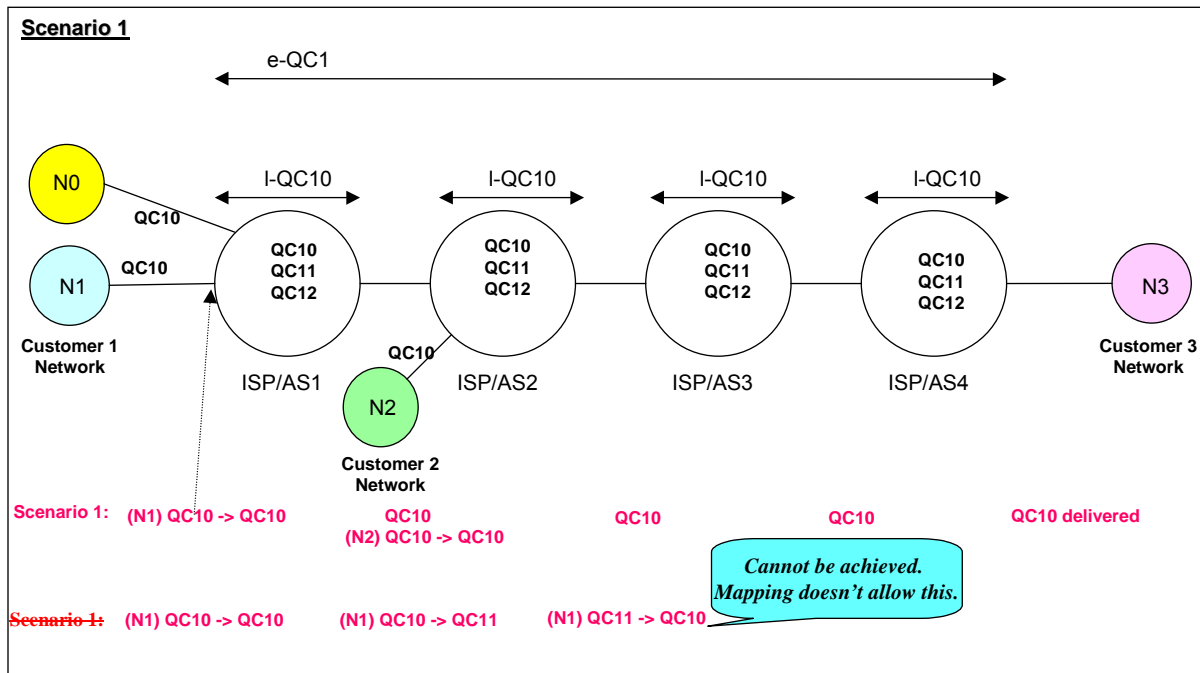 Scenario 1
e-QC1
l-QC10 l-QC10 l-QC10 l-QC10
N0
QC10
N1
QC10
Customer 1
Network
QC10
QC11
QC12
ISP/AS1
QC10
QC11
QC12
ISP/AS2
QC10
N2
Customer 2
Network
QC10
QC11
QC12
ISP/AS3
QC10
QC11
QC12
ISP/AS4
N3
Customer 3
Network
Scenario 1: (N1) QC10 -> QC10 QC10 QC10 QC10 QC10 delivered
(N2) QC10 -> QC10
Cannot be achieved.
Mapping doesn't allow this.
Scenario 1: (N1) QC10 -> QC10 (N1) QC10 -> QC11 (N1) QC11 -> QC10